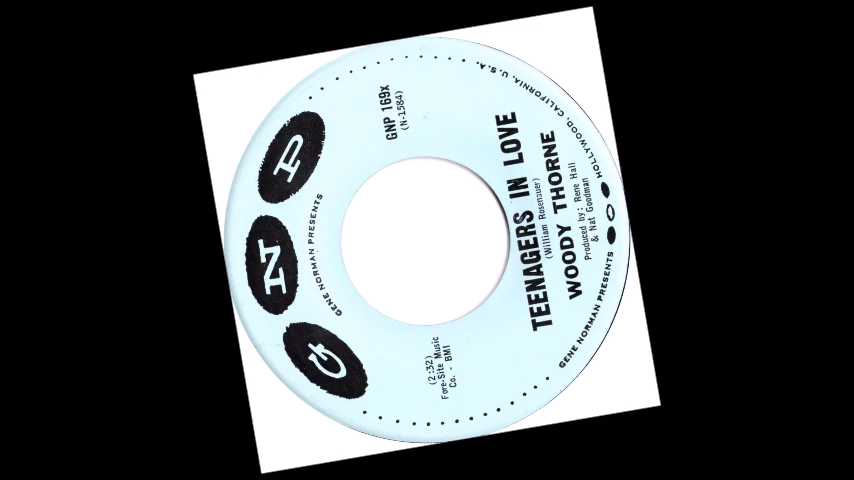 G N P
GENE NORMAN PRESENTS
GNP 169x
(N-1584)
(2:32)
Fore-Site Music
Co. - BMI
TEENAGERS IN LOVE
(William Rosenauer)
WOODY THORNE
Produced by: Rene Hall
& Nat Goodman
GENE NORMAN PRESENTS
HOLLYWOOD, CALIFORNIA, U.S.A.